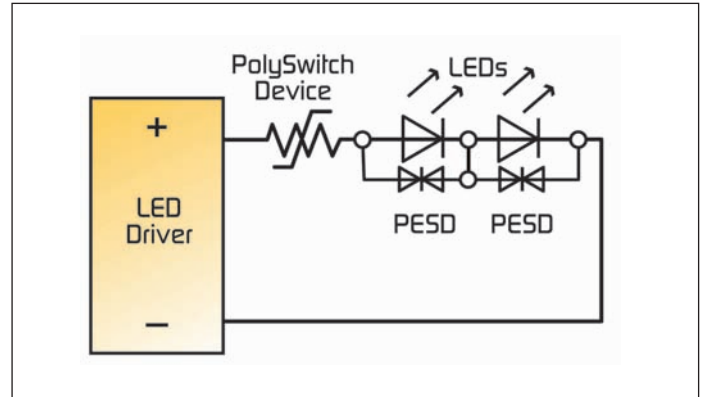 PolySwitch
Device
LEDs
+
LED
Driver
PESD PESD
—